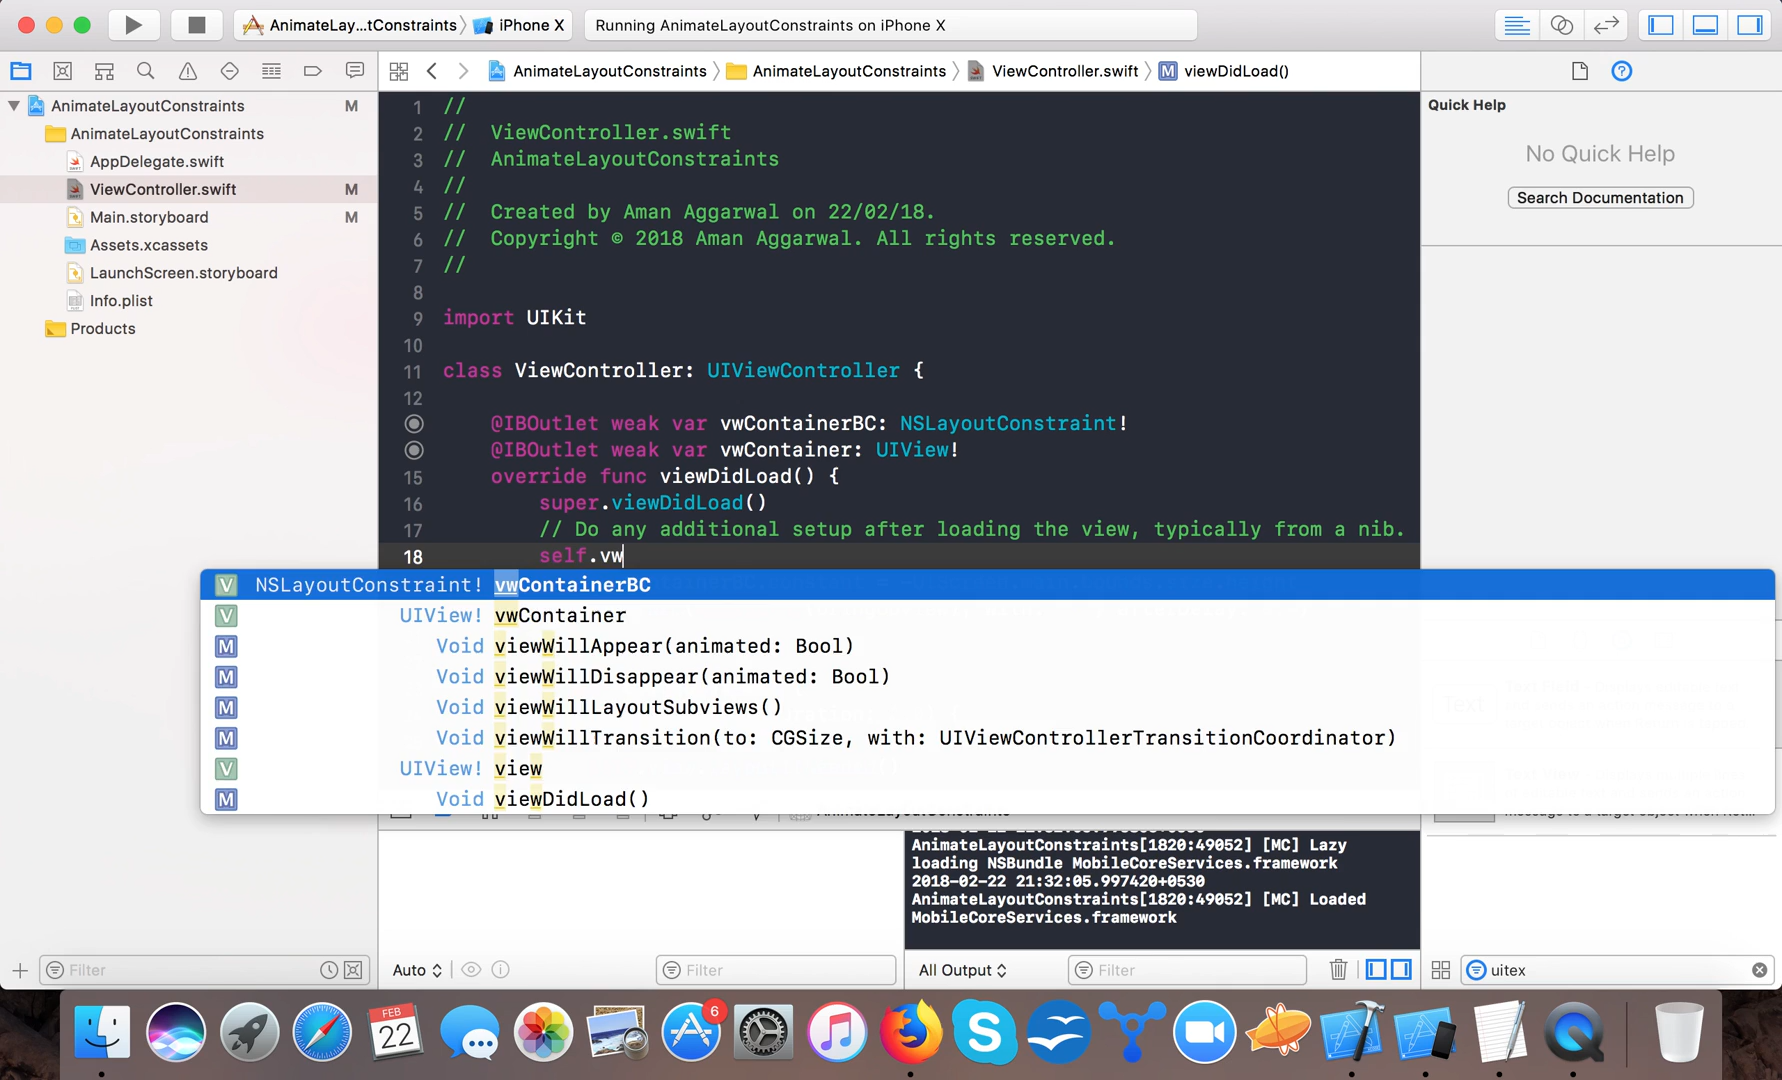 AnimateLay...tConstraints
iPhone X
Running AnimateLayoutConstraints on iPhone X
AnimateLayoutConstraints
AnimateLayoutConstraints
ViewController.swift
M
viewDidLoad()
AnimateLayoutConstraints
M
AnimateLayoutConstraints
AppDelegate.swift
ViewController.swift
M
Main.storyboard
M
Assets.xcassets
LaunchScreen.storyboard
Info.plist
Products
1 //
2 // ViewController.swift
3 // AnimateLayoutConstraints
4 //
5 // Created by Aman Aggarwal on 22/02/18.
6 // Copyright © 2018 Aman Aggarwal. All rights reserved.
7 //
8
9 import UIKit
10
11 class ViewController: UIViewController {
12
@IBOutlet weak var vwContainerBC: NSLayoutConstraint!
@IBOutlet weak var vwContainer: UIView!
15 override func viewDidLoad() {
16 super.viewDidLoad()
17 // Do any additional setup after loading the view, typically from a nib.
18 self.vw
V NSLayoutConstraint! vwContainerBC
V UIView! vwContainer
M Void viewWillAppear(animated: Bool)
M Void viewWillDisappear(animated: Bool)
M Void viewWillLayoutSubviews()
M Void viewWillTransition(to: CGSize, with: UIViewControllerTransitionCoordinator)
V UIView! view
M Void viewDidLoad()
Quick Help
No Quick Help
Search Documentation
AnimateLayoutConstraints[1820:49052] [MC] Lazy
loading NSBundle MobileCoreServices.framework
2018-02-22 21:32:05.997420+0530
AnimateLayoutConstraints[1820:49052] [MC] Loaded
MobileCoreServices.framework
Filter
Auto
Filter
All Output
Filter
uitex
FEB
22
6